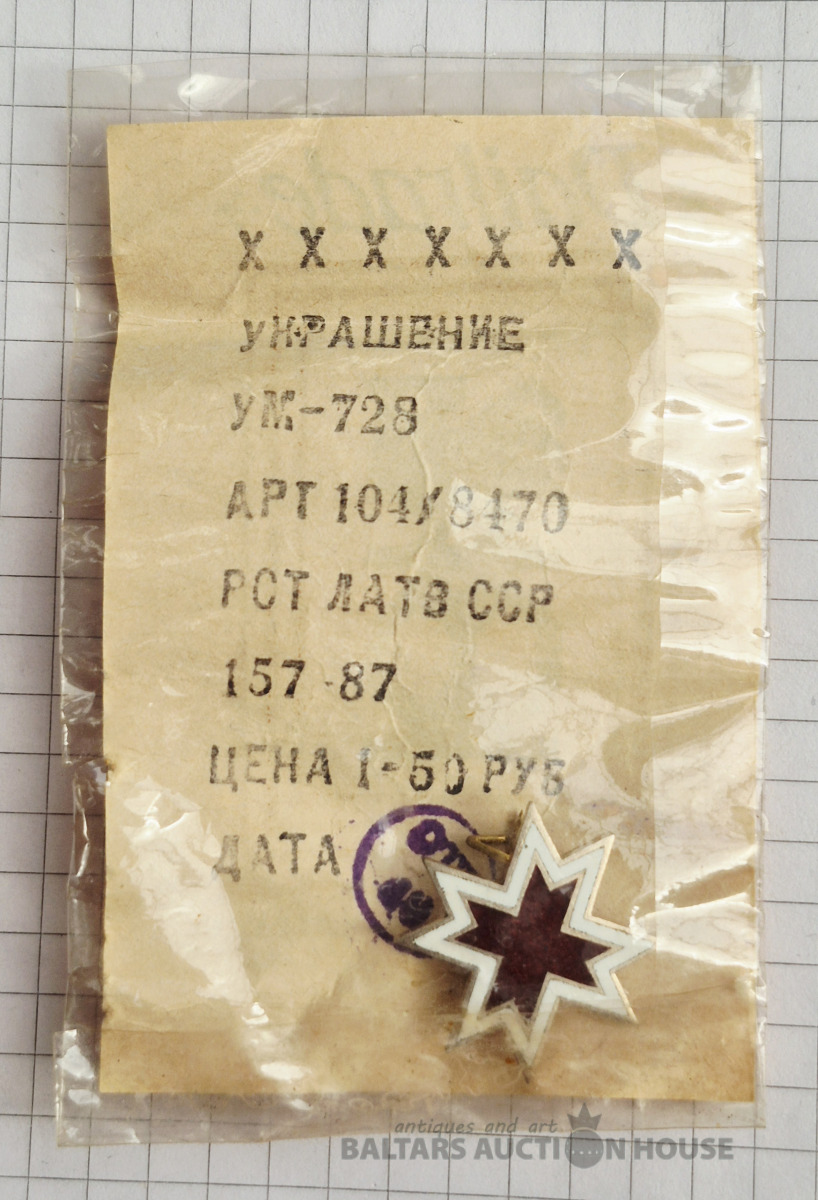 X X X X X X X
УКРАШЕНИЕ
УМ-728
АРТ 104/8470
РСТ ЛАТВ ССР
157-87
ЦЕНА 1-50 РУБ
ДАТА
antiques and art
BALTARS AUCTION HOUSE